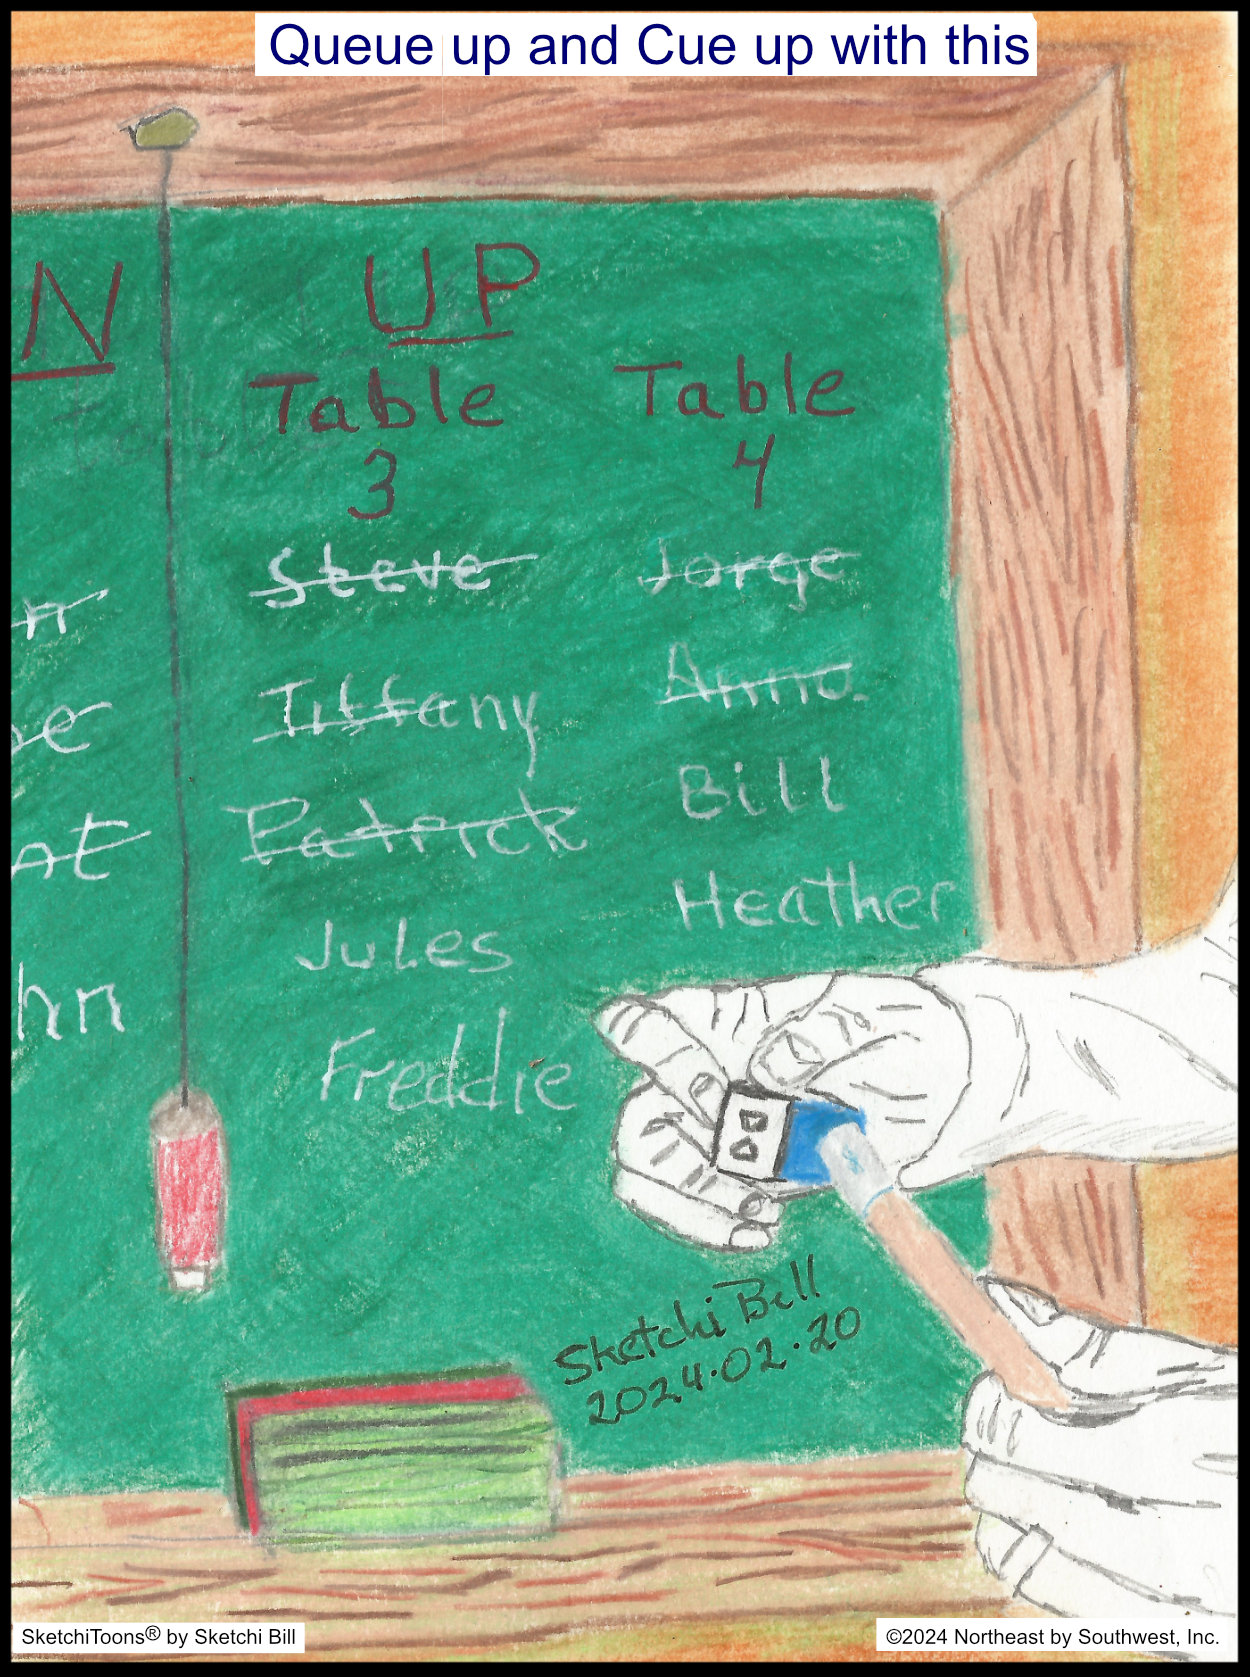 Queue up and Cue up with this
N UP
Table Table
3 4
Steve Jorge
Tiffany Anna
Patrick Bill
Jules Heather
hn Freddie
Sketchi Bill
2024.02.20
SketchiToons® by Sketchi Bill
©2024 Northeast by Southwest, Inc.